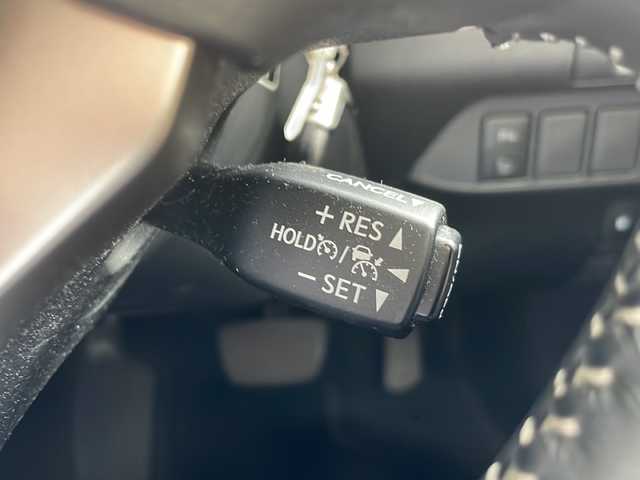 CANCEL
+ RES
HOLD /
− SET